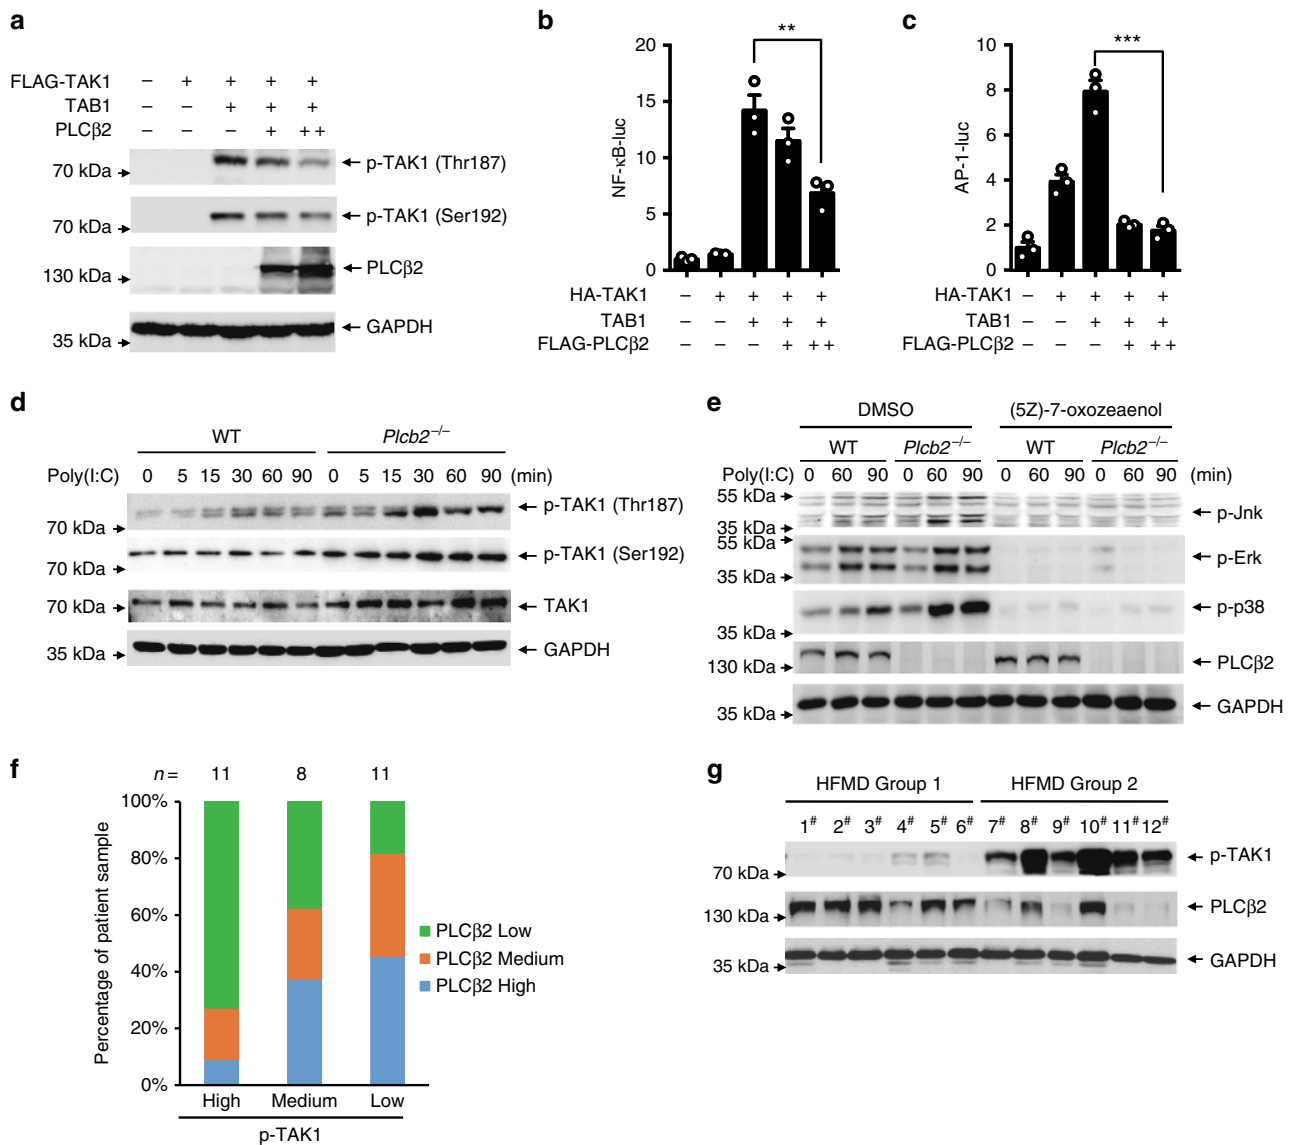 a
FLAG-TAK1 − + + + +
TAB1 − − + + +
PLCβ2 − − − + ++
70 kDa p-TAK1 (Thr187)
70 kDa p-TAK1 (Ser192)
130 kDa PLCβ2
35 kDa GAPDH
b
**
20
15
10
5
0
NF-κB-luc
HA-TAK1 − + + + +
TAB1 − − + + +
FLAG-PLCβ2 − − − + ++
c
***
10
8
6
4
2
0
AP-1-luc
HA-TAK1 − + + + +
TAB1 − − + + +
FLAG-PLCβ2 − − − + ++
d
WT Plcb2−/−
Poly(I:C) 0 5 15 30 60 90 0 5 15 30 60 90 (min)
70 kDa p-TAK1 (Thr187)
70 kDa p-TAK1 (Ser192)
70 kDa TAK1
35 kDa GAPDH
e
DMSO (5Z)-7-oxozeaenol
WT Plcb2−/− WT Plcb2−/−
Poly(I:C) 0 60 90 0 60 90 0 60 90 0 60 90 (min)
55 kDa
p-Jnk
35 kDa
55 kDa
p-Erk
35 kDa
p-p38
35 kDa
130 kDa PLCβ2
35 kDa GAPDH
f
n = 11 8 11
100%
80%
60%
40%
20%
0%
Percentage of patient sample
PLCβ2 Low
PLCβ2 Medium
PLCβ2 High
High Medium Low
p-TAK1
g
HFMD Group 1 HFMD Group 2
1# 2# 3# 4# 5# 6# 7# 8# 9# 10# 11# 12#
70 kDa p-TAK1
130 kDa PLCβ2
35 kDa GAPDH